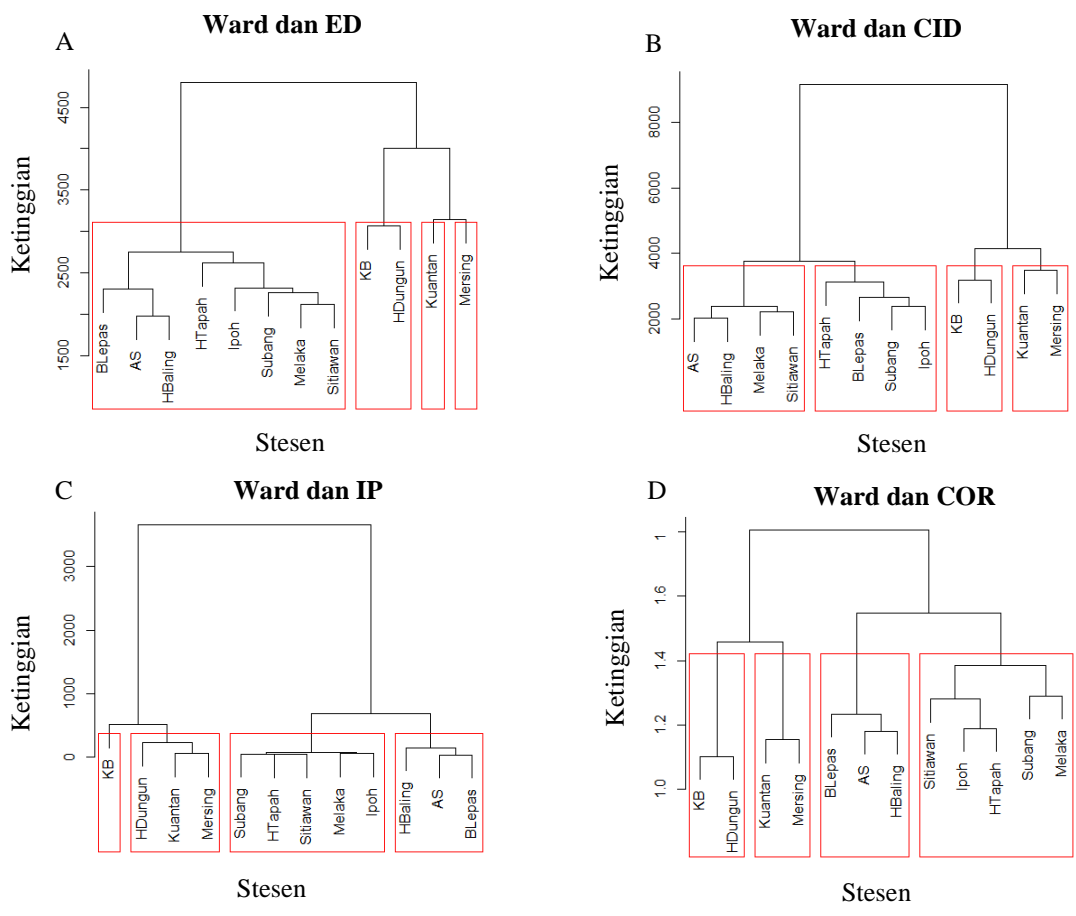 A
Ward dan ED
Ketinggian
4500
3500
2500
1500
BLepas
AS
HBaling
HTapah
Ipoh
Subang
Melaka
Sitiawan
KB
HDungun
Kuantan
Mersing
Stesen
B
Ward dan CID
Ketinggian
8000
6000
4000
2000
AS
HBaling
Melaka
Sitiawan
HTapah
BLepas
Subang
Ipoh
KB
HDungun
Kuantan
Mersing
Stesen
C
Ward dan IP
Ketinggian
3000
2000
1000
0
KB
HDungun
Kuantan
Mersing
Subang
HTapah
Sitiawan
Melaka
Ipoh
HBaling
AS
BLepas
Stesen
D
Ward dan COR
Ketinggian
1
1.6
1.4
1.2
1.0
KB
HDungun
Kuantan
Mersing
BLepas
AS
HBaling
Sitiawan
Ipoh
HTapah
Subang
Melaka
Stesen